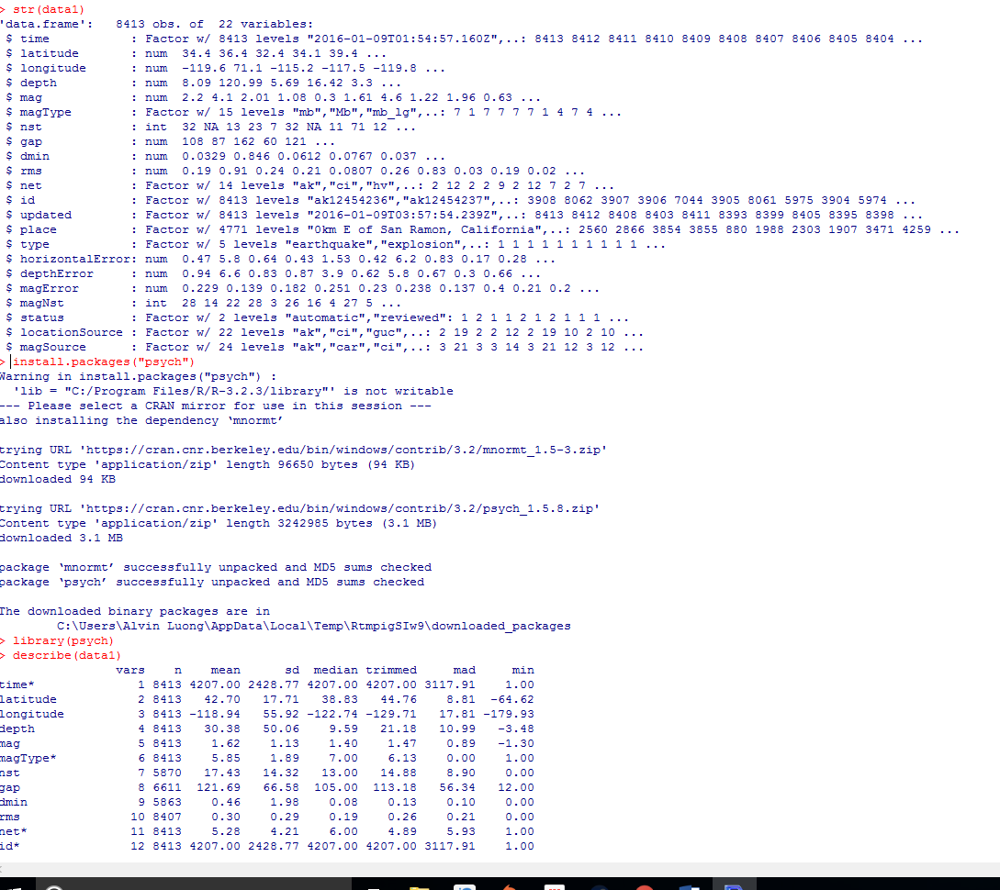 > str(data1)
'data.frame':   8413 obs. of  22 variables:
 $ time           : Factor w/ 8413 levels "2016-01-09T01:54:57.160Z",..: 8413 8412 8411 8410 8409 8408 8407 8406 8405 8404 ...
 $ latitude       : num  34.4 36.4 32.4 34.1 39.4 ...
 $ longitude      : num  -119.6 71.1 -115.2 -117.5 -119.8 ...
 $ depth          : num  8.09 120.99 5.69 16.42 3.3 ...
 $ mag            : num  2.2 4.1 2.01 1.08 0.3 1.61 4.6 1.22 1.96 0.63 ...
 $ magType        : Factor w/ 15 levels "mb","Mb","mb_lg",..: 7 1 7 7 7 7 1 4 7 4 ...
 $ nst            : int  32 NA 13 23 7 32 NA 11 71 12 ...
 $ gap            : num  108 87 162 60 121 ...
 $ dmin           : num  0.0329 0.846 0.0612 0.0767 0.037 ...
 $ rms            : num  0.19 0.91 0.24 0.21 0.0807 0.26 0.83 0.03 0.19 0.02 ...
 $ net            : Factor w/ 14 levels "ak","ci","hv",..: 2 12 2 2 9 2 12 7 2 7 ...
 $ id             : Factor w/ 8413 levels "ak12454236","ak12454237",..: 3908 8062 3907 3906 7044 3905 8061 5975 3904 5974 ...
 $ updated        : Factor w/ 8413 levels "2016-01-09T03:57:54.239Z",..: 8413 8412 8408 8403 8411 8393 8399 8405 8395 8398 ...
 $ place          : Factor w/ 4771 levels "0km E of San Ramon, California",..: 2560 2866 3854 3855 880 1988 2303 1907 3471 4259 ...
 $ type           : Factor w/ 5 levels "earthquake","explosion",..: 1 1 1 1 1 1 1 1 1 1 ...
 $ horizontalError: num  0.47 5.8 0.64 0.43 1.53 0.42 6.2 0.83 0.17 0.28 ...
 $ depthError     : num  0.94 6.6 0.83 0.87 3.9 0.62 5.8 0.67 0.3 0.66 ...
 $ magError       : num  0.229 0.139 0.182 0.251 0.23 0.238 0.137 0.4 0.21 0.2 ...
 $ magNst         : int  28 14 22 28 3 26 16 4 27 5 ...
 $ status         : Factor w/ 2 levels "automatic","reviewed": 1 2 1 1 2 1 2 1 1 1 ...
 $ locationSource : Factor w/ 22 levels "ak","ci","guc",..: 2 19 2 2 12 2 19 10 2 10 ...
 $ magSource      : Factor w/ 24 levels "ak","car","ci",..: 3 21 3 3 14 3 21 12 3 12 ...
> install.packages("psych")
Warning in install.packages("psych") :
  'lib = "C:/Program Files/R/R-3.2.3/library"' is not writable
--- Please select a CRAN mirror for use in this session ---
also installing the dependency ‘mnormt’
trying URL 'https://cran.cnr.berkeley.edu/bin/windows/contrib/3.2/mnormt_1.5-3.zip'
Content type 'application/zip' length 96650 bytes (94 KB)
downloaded 94 KB
trying URL 'https://cran.cnr.berkeley.edu/bin/windows/contrib/3.2/psych_1.5.8.zip'
Content type 'application/zip' length 3242985 bytes (3.1 MB)
downloaded 3.1 MB
package ‘mnormt’ successfully unpacked and MD5 sums checked
package ‘psych’ successfully unpacked and MD5 sums checked
The downloaded binary packages are in
        C:\Users\Alvin Luong\AppData\Local\Temp\RtmpigSIw9\downloaded_packages
> library(psych)
> describe(data1)
                vars    n    mean      sd  median trimmed     mad     min
time*              1 8413 4207.00 2428.77 4207.00 4207.00 3117.91    1.00
latitude           2 8413   42.70   17.71   38.83   44.76    8.81  -64.62
longitude          3 8413 -118.94   55.92 -122.74 -129.71   17.81 -179.93
depth              4 8413   30.38   50.06    9.59   21.18   10.99   -3.48
mag                5 8413    1.62    1.13    1.40    1.47    0.89   -1.30
magType*           6 8413    5.85    1.89    7.00    6.13    0.00    1.00
nst                7 5870   17.43   14.32   13.00   14.88    8.90    0.00
gap                8 6611  121.69   66.58  105.00  113.18   56.34   12.00
dmin               9 5863    0.46    1.98    0.08    0.13    0.10    0.00
rms               10 8407    0.30    0.29    0.19    0.26    0.21    0.00
net*              11 8413    5.28    4.21    6.00    4.89    5.93    1.00
id*               12 8413 4207.00 2428.77 4207.00 4207.00 3117.91    1.00